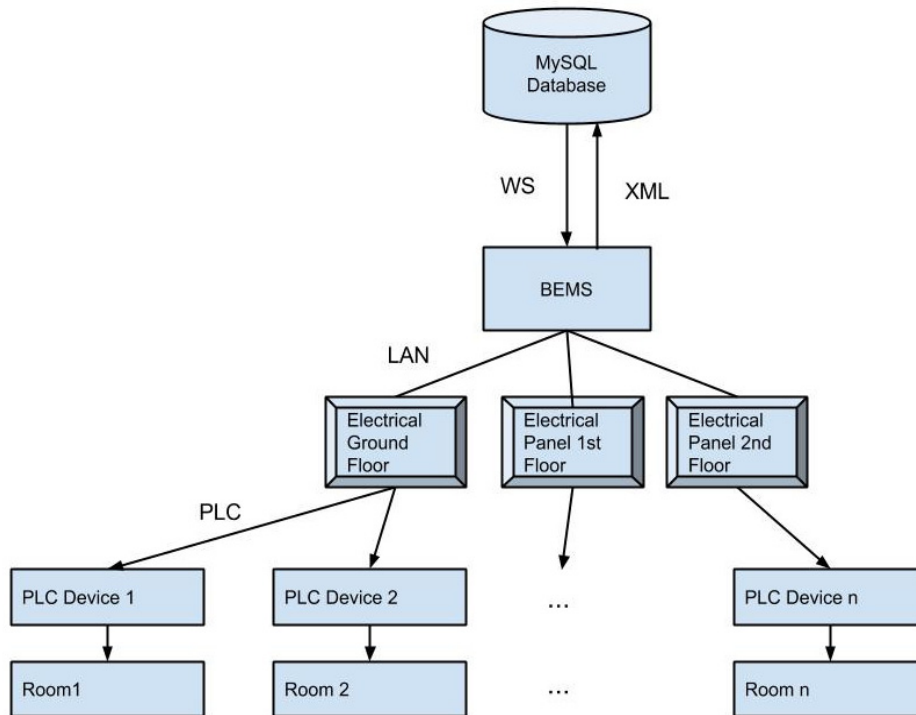 MySQL
Database
WS
XML
BEMS
LAN
Electrical
Ground
Floor
Electrical
Panel 1st
Floor
Electrical
Panel 2nd
Floor
PLC
PLC Device 1
PLC Device 2
...
PLC Device n
Room1
Room 2
...
Room n